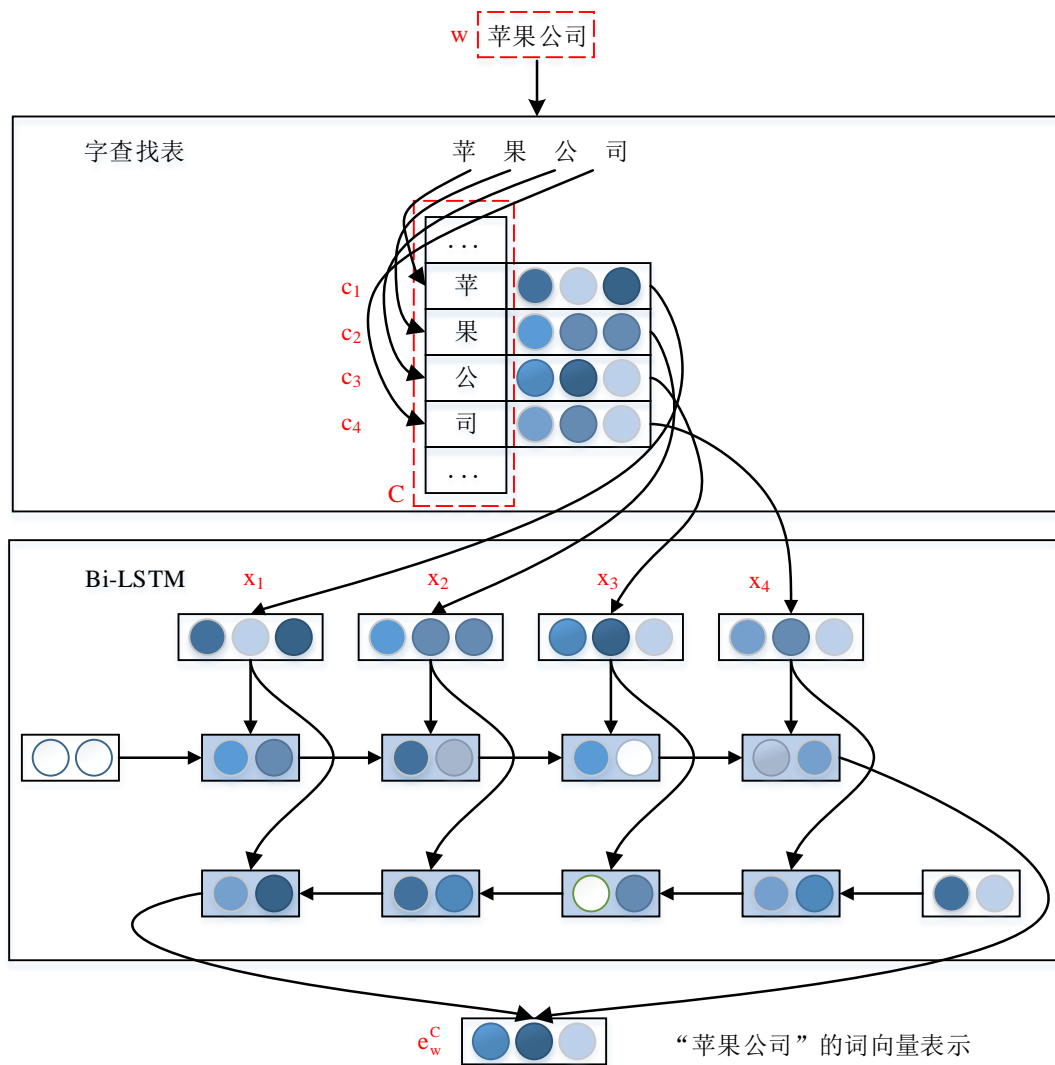 w 苹果公司
字查找表 苹 果 公 司
...
c1 苹
c2 果
c3 公
c4 司
...
C
Bi-LSTM x1 x2 x3 x4
e_w^C “苹果公司”的词向量表示